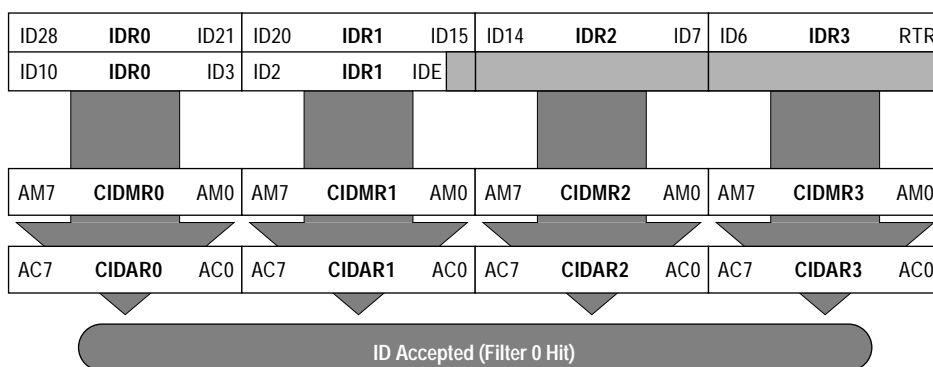 ID28 IDR0 ID21 ID20 IDR1 ID15 ID14 IDR2 ID7 ID6 IDR3 RTR
ID10 IDR0 ID3 ID2 IDR1 IDE
AM7 CIDMR0 AM0 AM7 CIDMR1 AM0 AM7 CIDMR2 AM0 AM7 CIDMR3 AM0
AC7 CIDAR0 AC0 AC7 CIDAR1 AC0 AC7 CIDAR2 AC0 AC7 CIDAR3 AC0
ID Accepted (Filter 0 Hit)